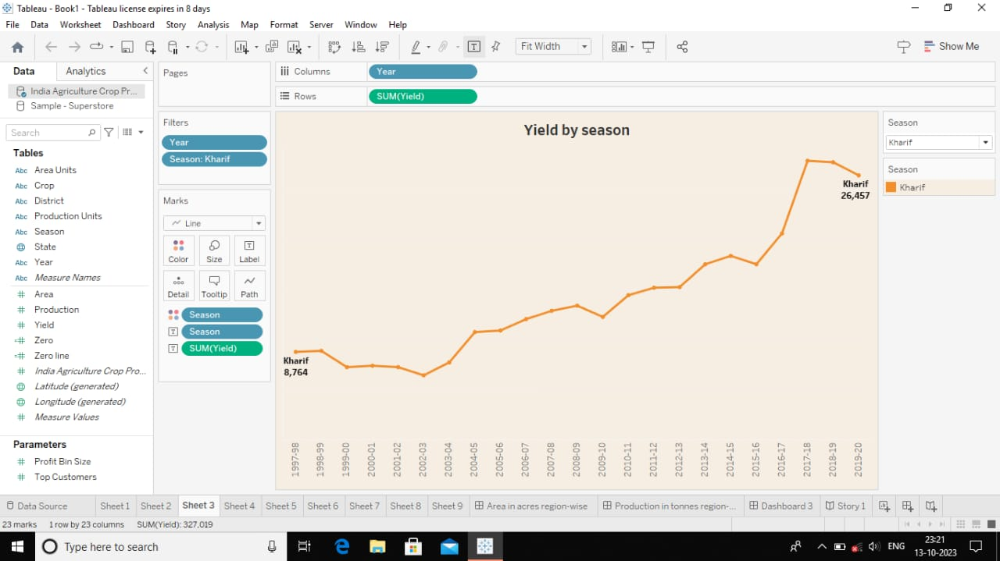 Tableau - Book1 - Tableau license expires in 8 days
File Data Worksheet Dashboard Story Analysis Map Format Server Window Help
Fit Width
Show Me
Data Analytics
India Agriculture Crop Pr...
Sample - Superstore
Search
Tables
Abc Area Units
Abc Crop
Abc District
Abc Production Units
Abc Season
State
Abc Year
Abc Measure Names
# Area
# Production
# Yield
=# Zero
=# Zero line
# India Agriculture Crop Pro...
Latitude (generated)
Longitude (generated)
# Measure Values
Parameters
# Profit Bin Size
# Top Customers
Pages
Filters
Year
Season: Kharif
Marks
Line
Color Size Label
Detail Tooltip Path
Season
Season
SUM(Yield)
Columns Year
Rows SUM(Yield)
Yield by season
Kharif
8,764
Kharif
26,457
1997-98
1998-99
1999-00
2000-01
2001-02
2002-03
2003-04
2004-05
2005-06
2006-07
2007-08
2008-09
2009-10
2010-11
2011-12
2012-13
2013-14
2014-15
2015-16
2016-17
2017-18
2018-19
2019-20
Season
Kharif
Season
Kharif
Data Source Sheet 1 Sheet 2 Sheet 3 Sheet 4 Sheet 5 Sheet 6 Sheet 7 Sheet 8 Sheet 9 Area in acres region-wise Production in tonnes region-... Dashboard 3 Story 1
23 marks 1 row by 23 columns SUM(Yield): 327,019
Type here to search
ENG
23:21
13-10-2023